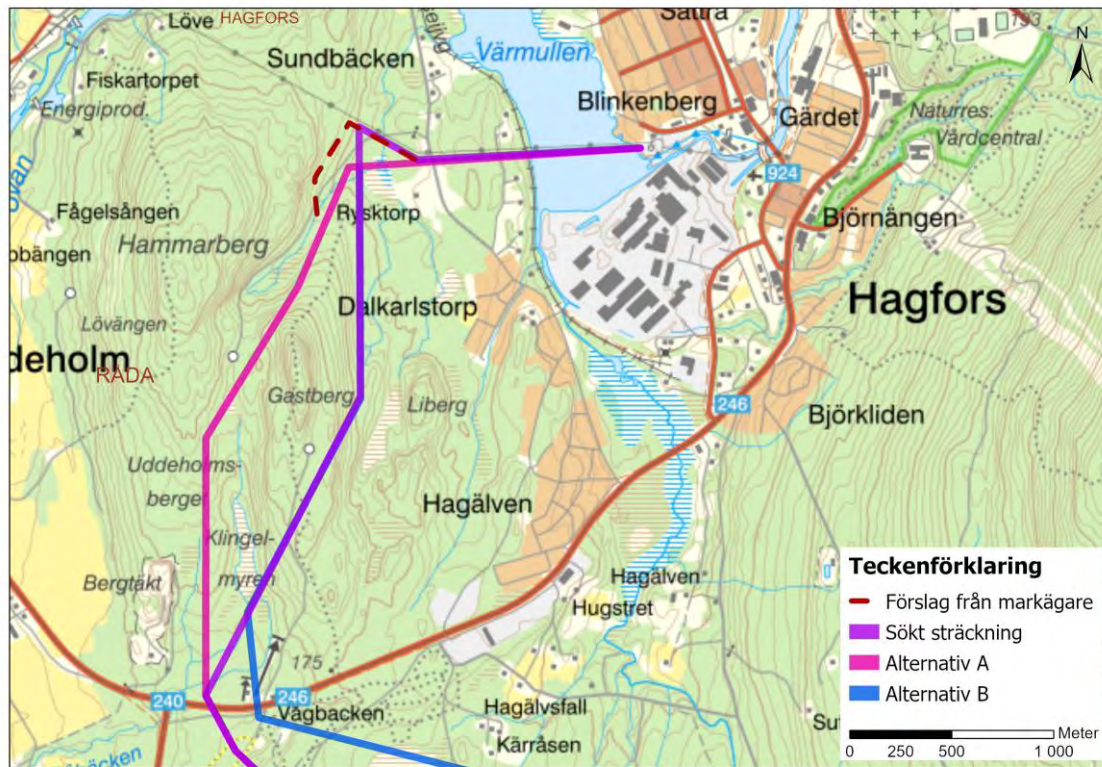 Löve
HAGFORS
Sättra
193
N
Sundbäcken
Värmullen
Fiskartorpet
Energiprod.
Blinkenberg
Gärdet
Naturres.
Vårdcentral
924
Fågelsången
Rysktorp
Björnängen
Hammarberg
Lövängen
Dalkarlstorp
Hagfors
deholm
RADA
Gastberg
Liberg
246
Björkliden
Uddeholms-
berget
Hagälven
Klingel-
myren
Bergtäkt
Hagälven
Hugstret
175
240
246
Vägbacken
Hagälvsfall
Kärråsen
Teckenförklaring
Förslag från markägare
Sökt sträckning
Alternativ A
Alternativ B
Meter
0 250 500 1 000